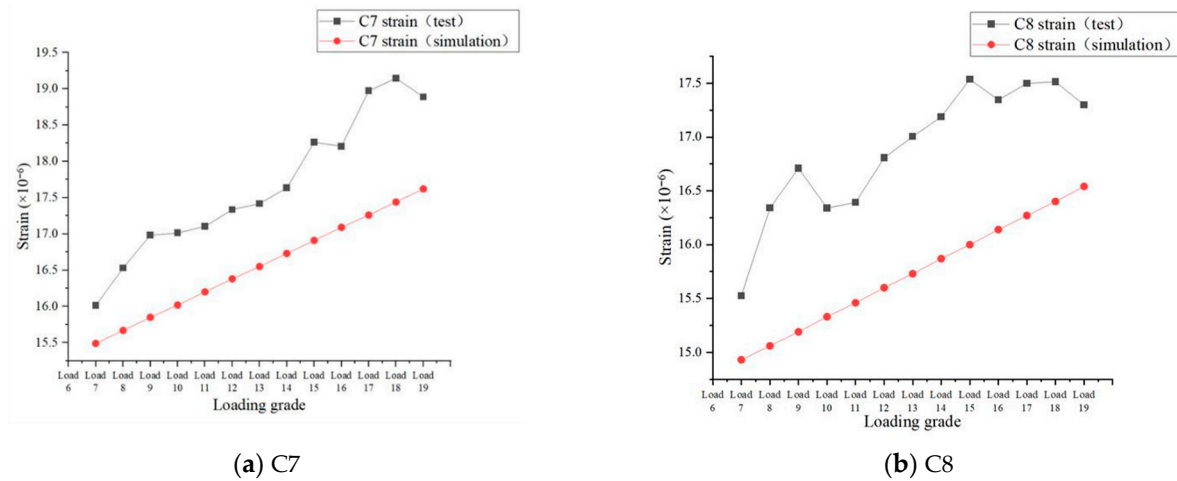 C7 strain（test）
C7 strain（simulation）
19.5
19.0
18.5
18.0
17.5
17.0
16.5
16.0
15.5
Strain (×10⁻⁶)
Load 6
Load 7
Load 8
Load 9
Load 10
Load 11
Load 12
Load 13
Load 14
Load 15
Load 16
Load 17
Load 18
Load 19
Loading grade
(a) C7
C8 strain（test）
C8 strain（simulation）
17.5
17.0
16.5
16.0
15.5
15.0
Strain (×10⁻⁶)
Load 6
Load 7
Load 8
Load 9
Load 10
Load 11
Load 12
Load 13
Load 14
Load 15
Load 16
Load 17
Load 18
Load 19
Loading grade
(b) C8